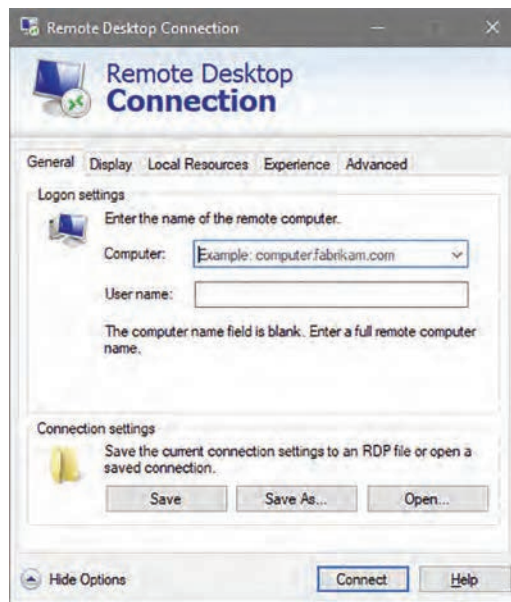 Remote Desktop Connection
Remote Desktop
Connection
General Display Local Resources Experience Advanced
Logon settings
Enter the name of the remote computer.
Computer: Example: computer.fabrikam.com
User name:
The computer name field is blank. Enter a full remote computer
name.
Connection settings
Save the current connection settings to an RDP file or open a
saved connection.
Save Save As... Open...
Hide Options Connect Help